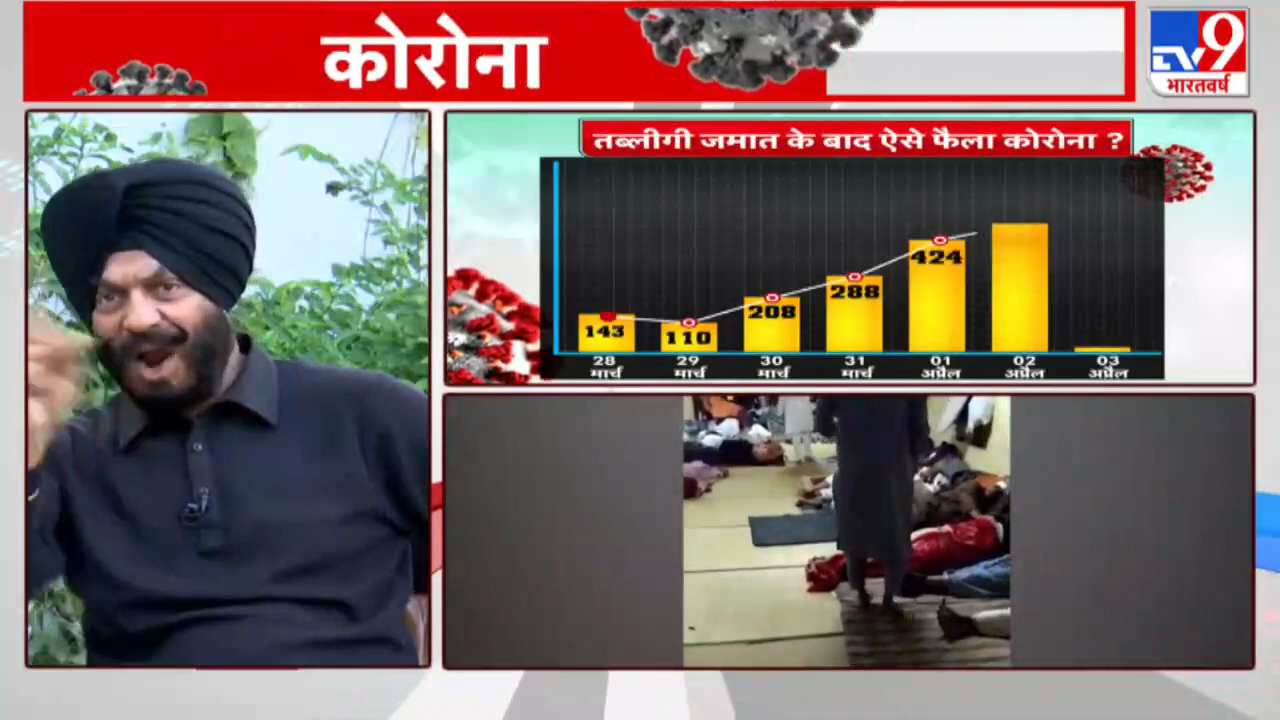 कोरोना
TV9
भारतवर्ष
तब्लीगी जमात के बाद ऐसे फैला कोरोना ?
143
110
208
288
424
28 29 30 31 01 02 03
मार्च मार्च मार्च मार्च अप्रैल अप्रैल अप्रैल